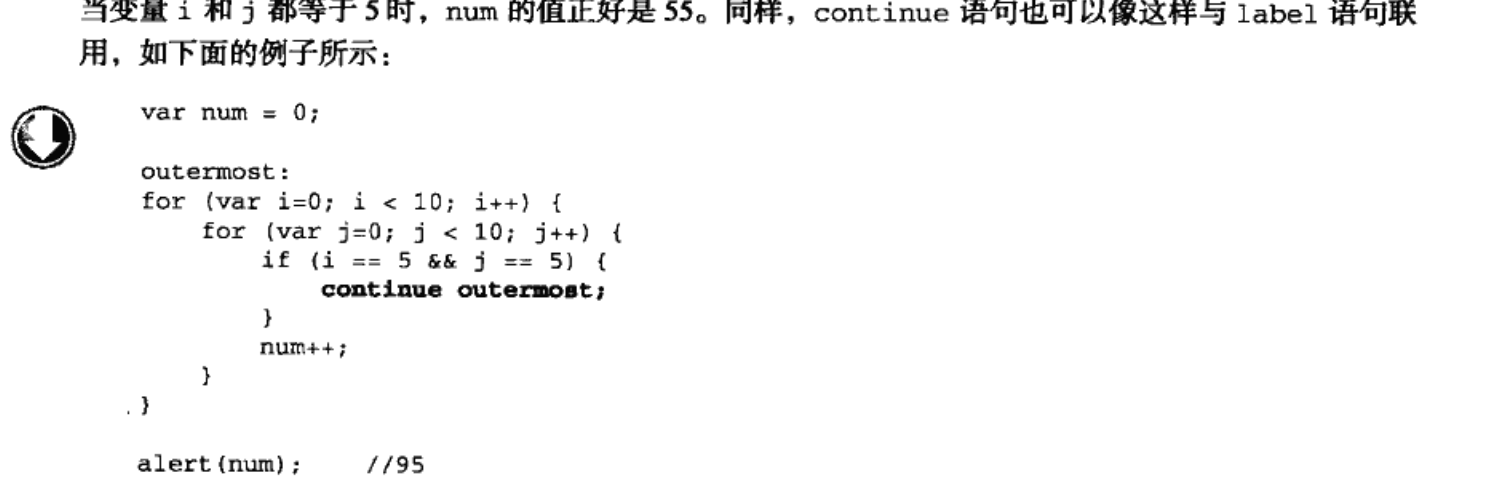 当变量 i 和 j 都等于 5 时，num 的值正好是 55。同样，continue 语句也可以像这样与 label 语句联
用，如下面的例子所示：
var num = 0;
outermost:
for (var i=0; i < 10; i++) {
for (var j=0; j < 10; j++) {
if (i == 5 && j == 5) {
continue outermost;
}
num++;
}
}
alert(num);    //95